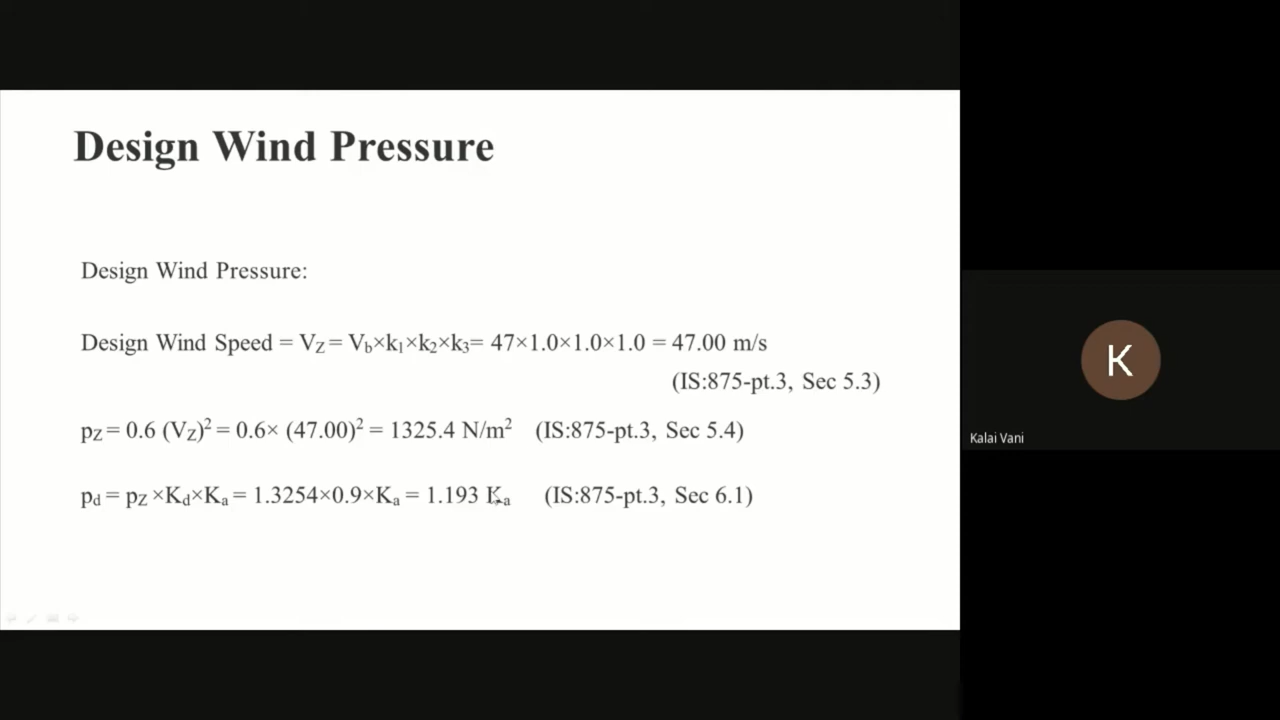 Design Wind Pressure
Design Wind Pressure:
Design Wind Speed = V_Z = V_b×k₁×k₂×k₃= 47×1.0×1.0×1.0 = 47.00 m/s
(IS:875-pt.3, Sec 5.3)
p_Z = 0.6 (V_Z)² = 0.6× (47.00)² = 1325.4 N/m² (IS:875-pt.3, Sec 5.4)
p_d = p_Z ×K_d×K_a = 1.3254×0.9×K_a = 1.193 K_a (IS:875-pt.3, Sec 6.1)
K
Kalai Vani